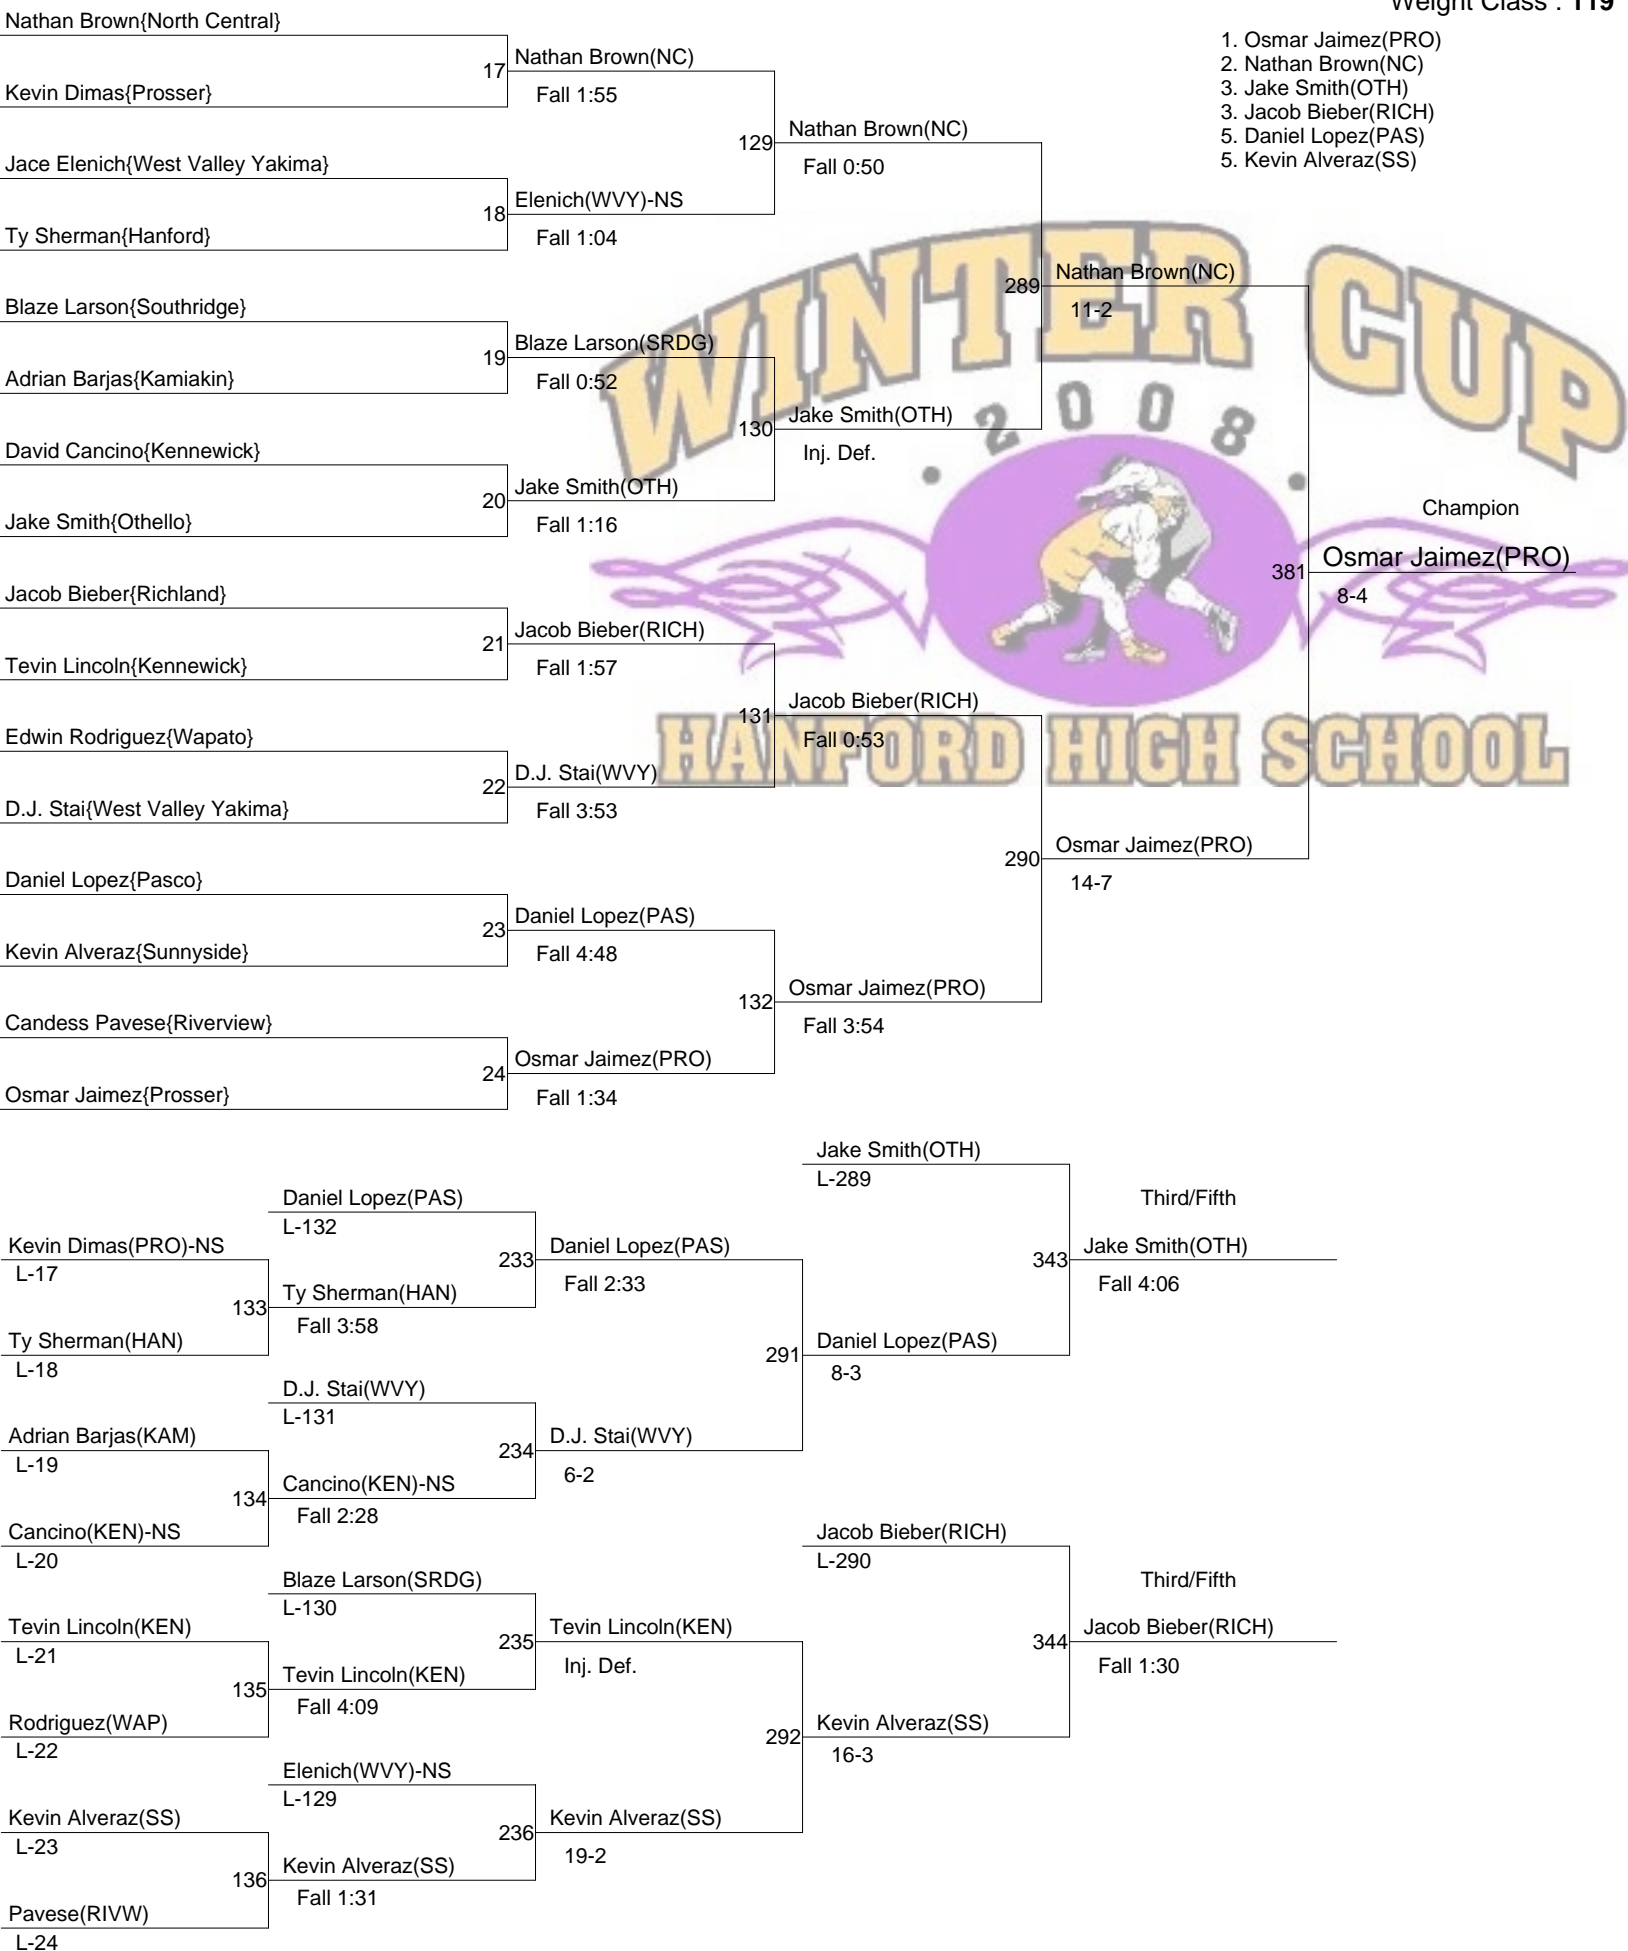 Weight Class : 119
1. Osmar Jaimez(PRO)
2. Nathan Brown(NC)
3. Jake Smith(OTH)
3. Jacob Bieber(RICH)
5. Daniel Lopez(PAS)
5. Kevin Alveraz(SS)
WINTER CUP
2008
HANFORD HIGH SCHOOL
Nathan Brown{North Central}
Kevin Dimas{Prosser}
Jace Elenich{West Valley Yakima}
Ty Sherman{Hanford}
Blaze Larson{Southridge}
Adrian Barjas{Kamiakin}
David Cancino{Kennewick}
Jake Smith{Othello}
Jacob Bieber{Richland}
Tevin Lincoln{Kennewick}
Edwin Rodriguez{Wapato}
D.J. Stai{West Valley Yakima}
Daniel Lopez{Pasco}
Kevin Alveraz{Sunnyside}
Candess Pavese{Riverview}
Osmar Jaimez{Prosser}
17 Nathan Brown(NC)
Fall 1:55
18 Elenich(WVY)-NS
Fall 1:04
19 Blaze Larson(SRDG)
Fall 0:52
20 Jake Smith(OTH)
Fall 1:16
21 Jacob Bieber(RICH)
Fall 1:57
22 D.J. Stai(WVY)
Fall 3:53
23 Daniel Lopez(PAS)
Fall 4:48
24 Osmar Jaimez(PRO)
Fall 1:34
129 Nathan Brown(NC)
Fall 0:50
130 Jake Smith(OTH)
Inj. Def.
131 Jacob Bieber(RICH)
Fall 0:53
132 Osmar Jaimez(PRO)
Fall 3:54
289 Nathan Brown(NC)
11-2
290 Osmar Jaimez(PRO)
14-7
Champion
381 Osmar Jaimez(PRO)
8-4
Kevin Dimas(PRO)-NS
L-17
Ty Sherman(HAN)
L-18
Adrian Barjas(KAM)
L-19
Cancino(KEN)-NS
L-20
Tevin Lincoln(KEN)
L-21
Rodriguez(WAP)
L-22
Kevin Alveraz(SS)
L-23
Pavese(RIVW)
L-24
Daniel Lopez(PAS)
L-132
133 Ty Sherman(HAN)
Fall 3:58
D.J. Stai(WVY)
L-131
134 Cancino(KEN)-NS
Fall 2:28
Blaze Larson(SRDG)
L-130
135 Tevin Lincoln(KEN)
Fall 4:09
Elenich(WVY)-NS
L-129
136 Kevin Alveraz(SS)
Fall 1:31
233 Daniel Lopez(PAS)
Fall 2:33
234 D.J. Stai(WVY)
6-2
235 Tevin Lincoln(KEN)
Inj. Def.
236 Kevin Alveraz(SS)
19-2
Jake Smith(OTH)
L-289
291 Daniel Lopez(PAS)
8-3
Jacob Bieber(RICH)
L-290
292 Kevin Alveraz(SS)
16-3
Third/Fifth
343 Jake Smith(OTH)
Fall 4:06
Third/Fifth
344 Jacob Bieber(RICH)
Fall 1:30